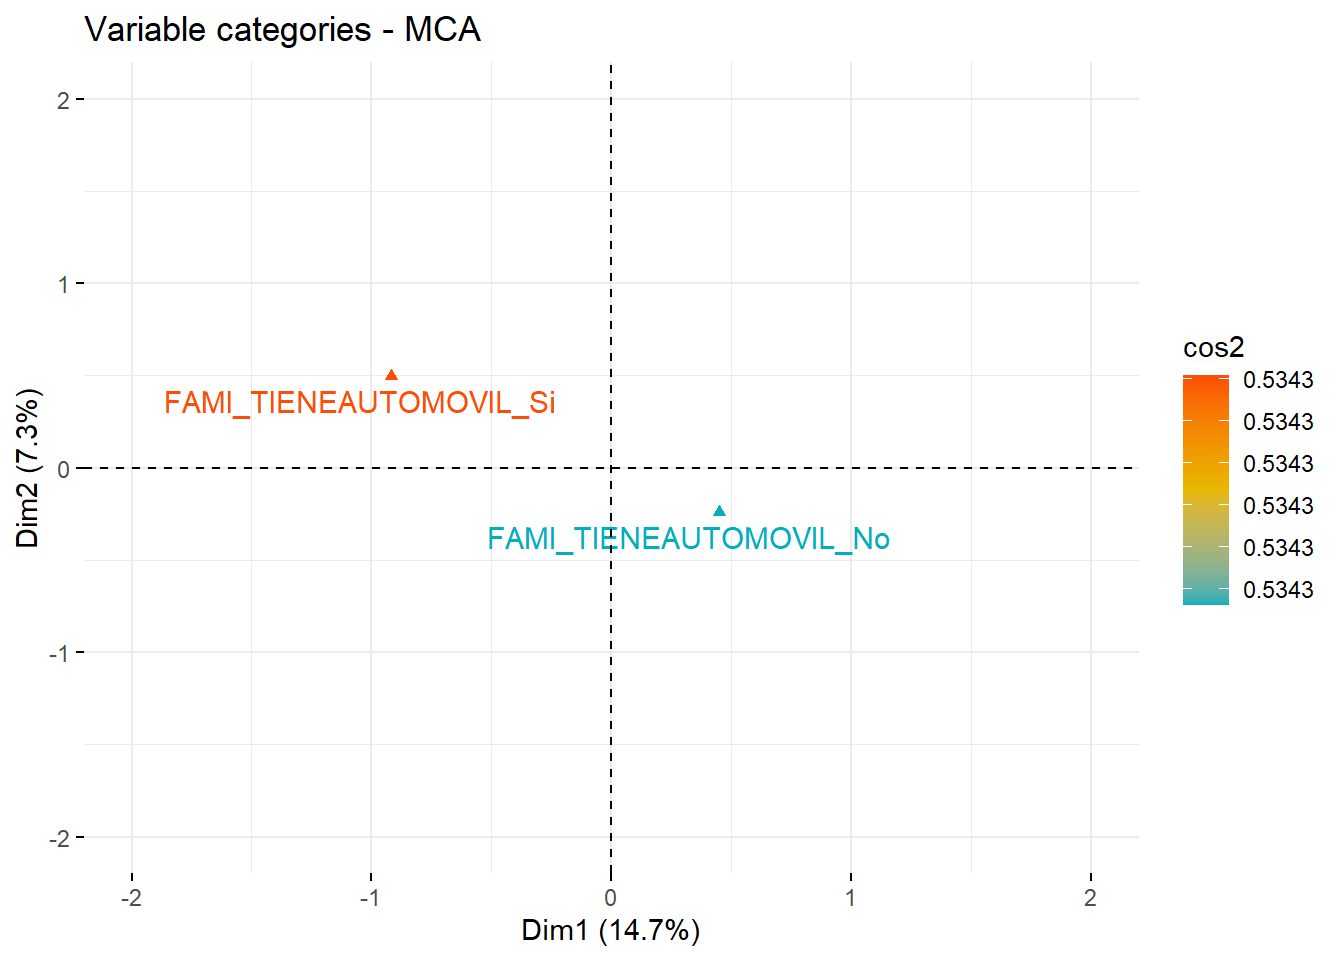 Variable categories - MCA
2
1
0
-1
-2
Dim2 (7.3%)
FAMI_TIENEAUTOMOVIL_Si
FAMI_TIENEAUTOMOVIL_No
-2
-1
0
1
2
Dim1 (14.7%)
cos2
0.5343
0.5343
0.5343
0.5343
0.5343
0.5343